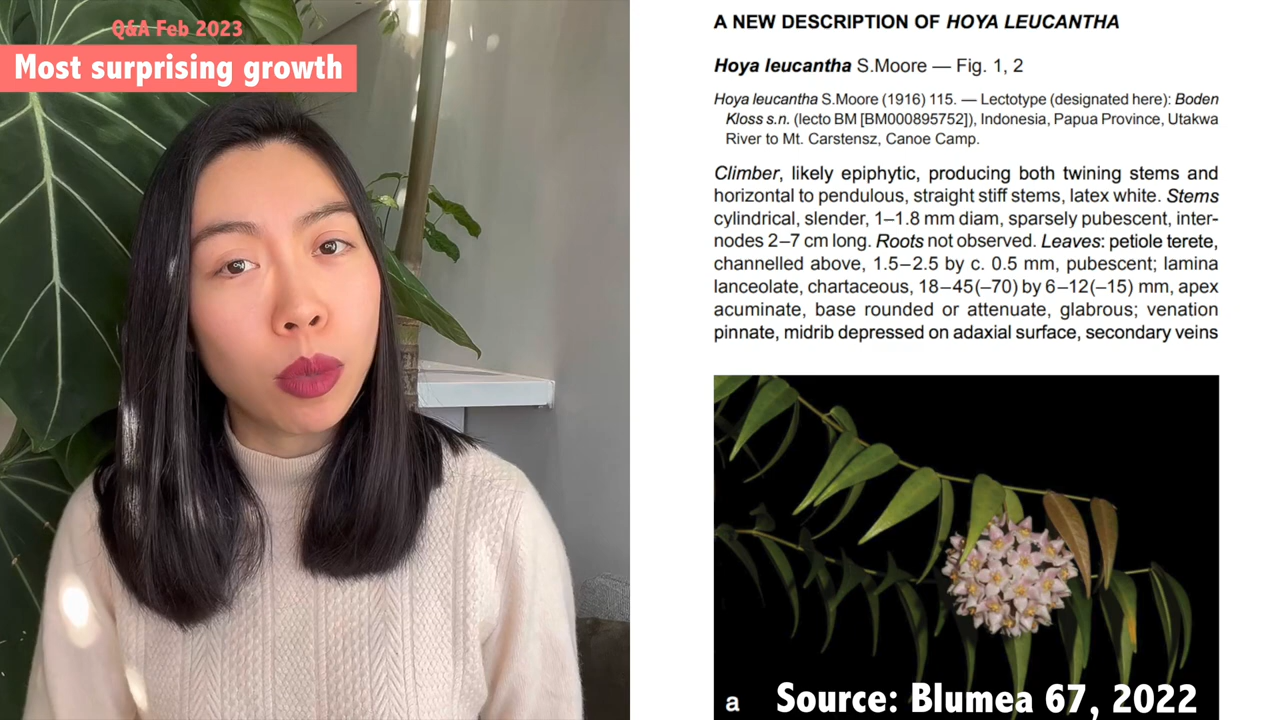 Q&A Feb 2023
Most surprising growth
A NEW DESCRIPTION OF HOYA LEUCANTHA
Hoya leucantha S.Moore — Fig. 1, 2
Hoya leucantha S.Moore (1916) 115. — Lectotype (designated here): Boden
Kloss s.n. (lecto BM [BM000895752]), Indonesia, Papua Province, Utakwa
River to Mt. Carstensz, Canoe Camp.
Climber, likely epiphytic, producing both twining stems and
horizontal to pendulous, straight stiff stems, latex white. Stems
cylindrical, slender, 1–1.8 mm diam, sparsely pubescent, inter-
nodes 2–7 cm long. Roots not observed. Leaves: petiole terete,
channelled above, 1.5–2.5 by c. 0.5 mm, pubescent; lamina
lanceolate, chartaceous, 18–45(–70) by 6–12(–15) mm, apex
acuminate, base rounded or attenuate, glabrous; venation
pinnate, midrib depressed on adaxial surface, secondary veins
a
Source: Blumea 67, 2022